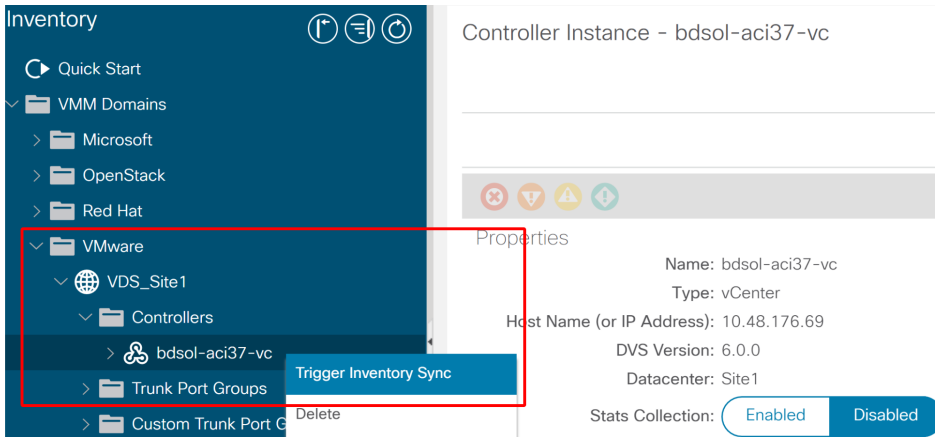 Inventory
Quick Start
VMM Domains
Microsoft
OpenStack
Red Hat
VMware
VDS_Site1
Controllers
bdsol-aci37-vc
Trunk Port Groups
Custom Trunk Port G
Trigger Inventory Sync
Delete
Controller Instance - bdsol-aci37-vc
Properties
Name: bdsol-aci37-vc
Type: vCenter
Host Name (or IP Address): 10.48.176.69
DVS Version: 6.0.0
Datacenter: Site1
Stats Collection: Enabled Disabled